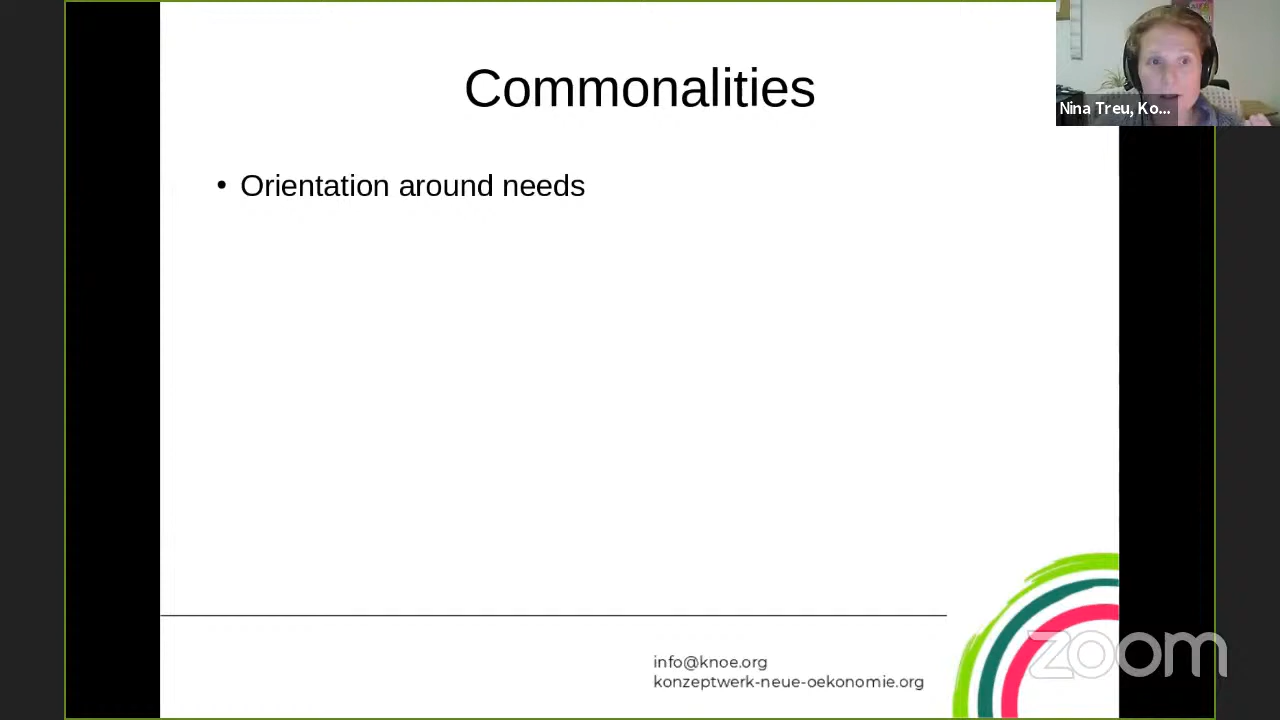 Commonalities
Nina Treu, Ko...
• Orientation around needs
zoom
info@knoe.org
konzeptwerk-neue-oekonomie.org